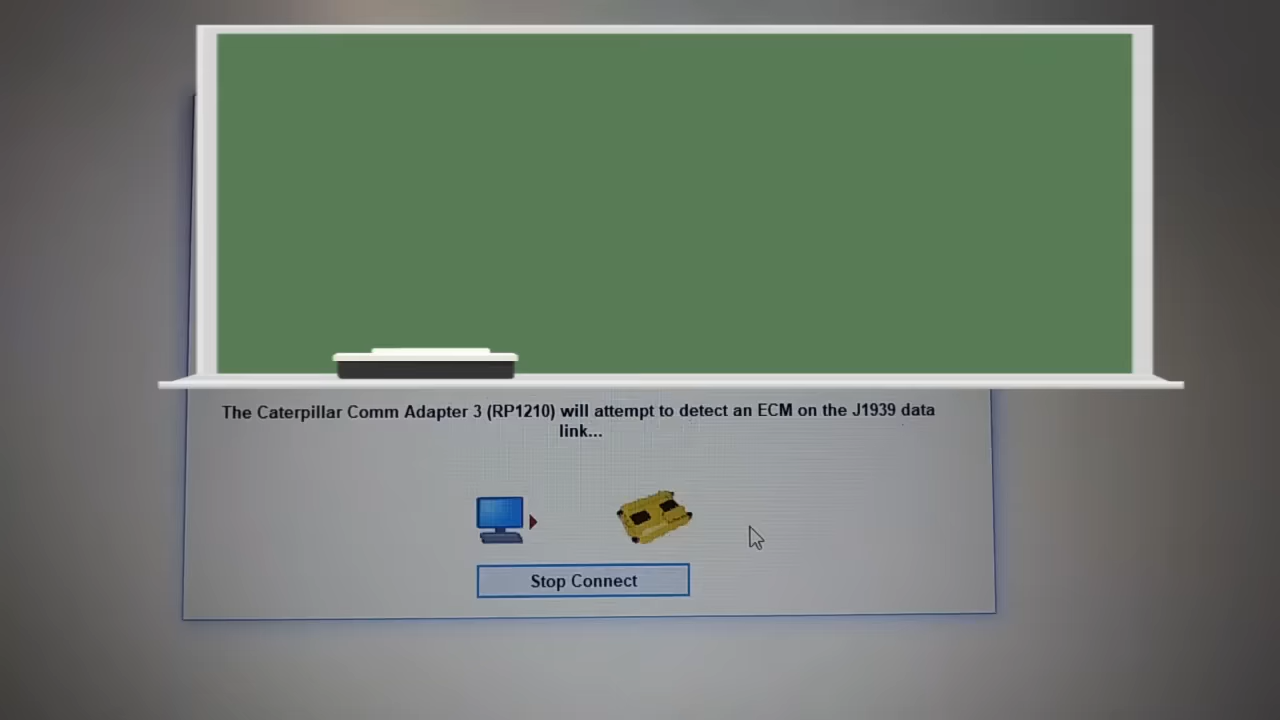 The Caterpillar Comm Adapter 3 (RP1210) will attempt to detect an ECM on the J1939 data
link...
Stop Connect